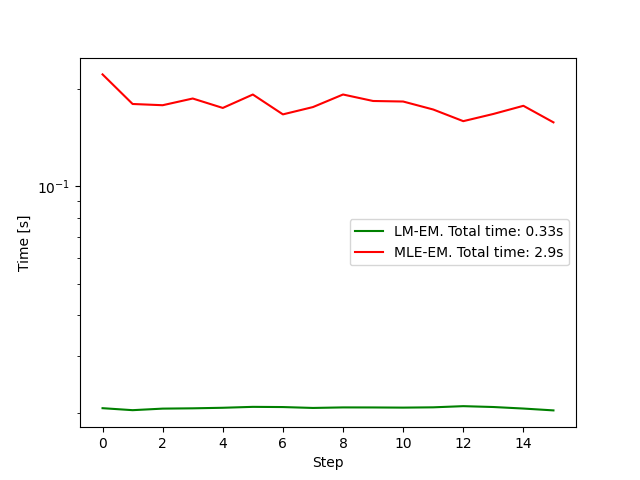 Time [s]
10⁻¹
LM-EM. Total time: 0.33s
MLE-EM. Total time: 2.9s
0 2 4 6 8 10 12 14
Step